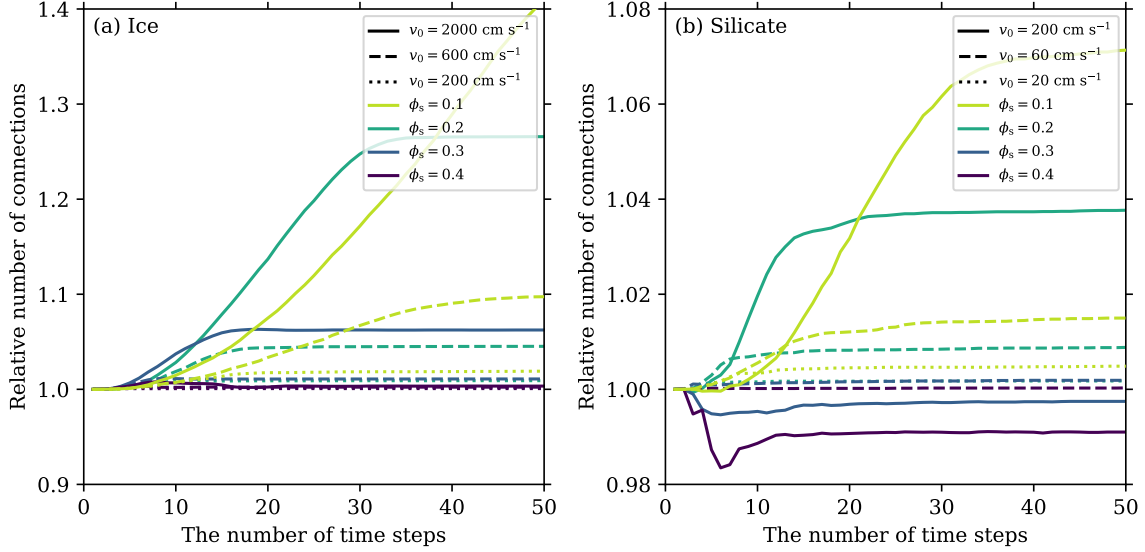 (a) Ice
v₀ = 2000 cm s⁻¹
v₀ = 600 cm s⁻¹
v₀ = 200 cm s⁻¹
ϕₛ = 0.1
ϕₛ = 0.2
ϕₛ = 0.3
ϕₛ = 0.4
Relative number of connections
1.4
1.3
1.2
1.1
1.0
0.9
0 10 20 30 40 50
The number of time steps
(b) Silicate
v₀ = 200 cm s⁻¹
v₀ = 60 cm s⁻¹
v₀ = 20 cm s⁻¹
ϕₛ = 0.1
ϕₛ = 0.2
ϕₛ = 0.3
ϕₛ = 0.4
Relative number of connections
1.08
1.06
1.04
1.02
1.00
0.98
0 10 20 30 40 50
The number of time steps